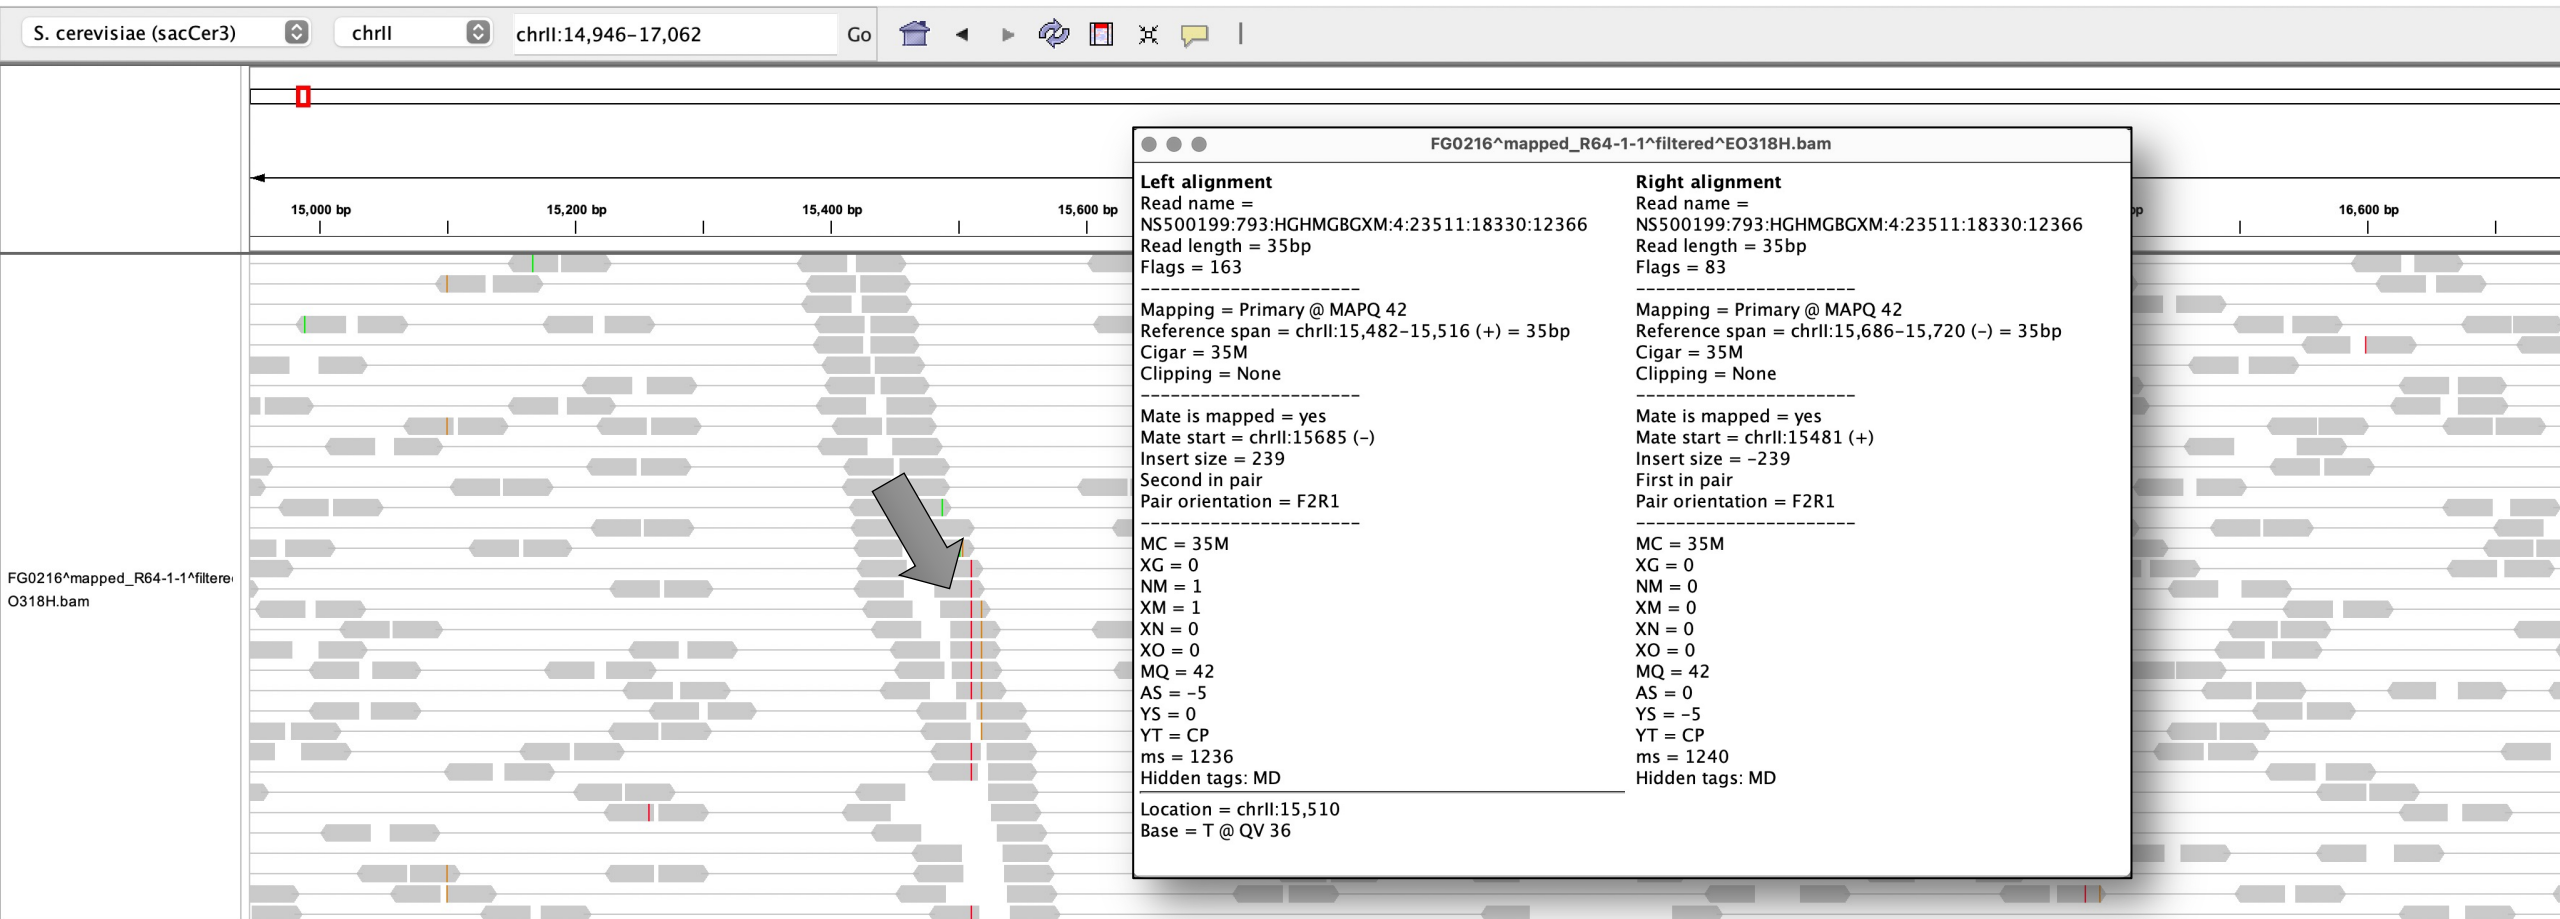 S. cerevisiae (sacCer3) chrII chrII:14,946–17,062 Go
15,000 bp 15,200 bp 15,400 bp 15,600 bp 16,600 bp
FG0216^mapped_R64-1-1^filtere
O318H.bam
FG0216^mapped_R64-1-1^filtered^EO318H.bam
Left alignment
Read name =
NS500199:793:HGHMGBGXM:4:23511:18330:12366
Read length = 35bp
Flags = 163
----------------------
Mapping = Primary @ MAPQ 42
Reference span = chrII:15,482–15,516 (+) = 35bp
Cigar = 35M
Clipping = None
----------------------
Mate is mapped = yes
Mate start = chrII:15685 (–)
Insert size = 239
Second in pair
Pair orientation = F2R1
----------------------
MC = 35M
XG = 0
NM = 1
XM = 1
XN = 0
XO = 0
MQ = 42
AS = –5
YS = 0
YT = CP
ms = 1236
Hidden tags: MD
Location = chrII:15,510
Base = T @ QV 36
Right alignment
Read name =
NS500199:793:HGHMGBGXM:4:23511:18330:12366
Read length = 35bp
Flags = 83
----------------------
Mapping = Primary @ MAPQ 42
Reference span = chrII:15,686–15,720 (–) = 35bp
Cigar = 35M
Clipping = None
----------------------
Mate is mapped = yes
Mate start = chrII:15481 (+)
Insert size = –239
First in pair
Pair orientation = F2R1
----------------------
MC = 35M
XG = 0
NM = 0
XM = 0
XN = 0
XO = 0
MQ = 42
AS = 0
YS = –5
YT = CP
ms = 1240
Hidden tags: MD